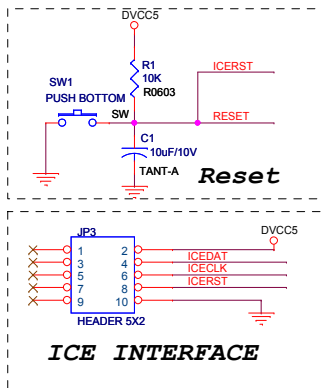 DVCC5
R1
10K
R0603
ICERST
SW1
PUSH BOTTOM
SW
RESET
C1
10uF/10V
TANT-A
Reset
JP3
DVCC5
1 2
3 4 ICEDAT
5 6 ICECLK
7 8 ICERST
9 10
HEADER 5X2
ICE INTERFACE